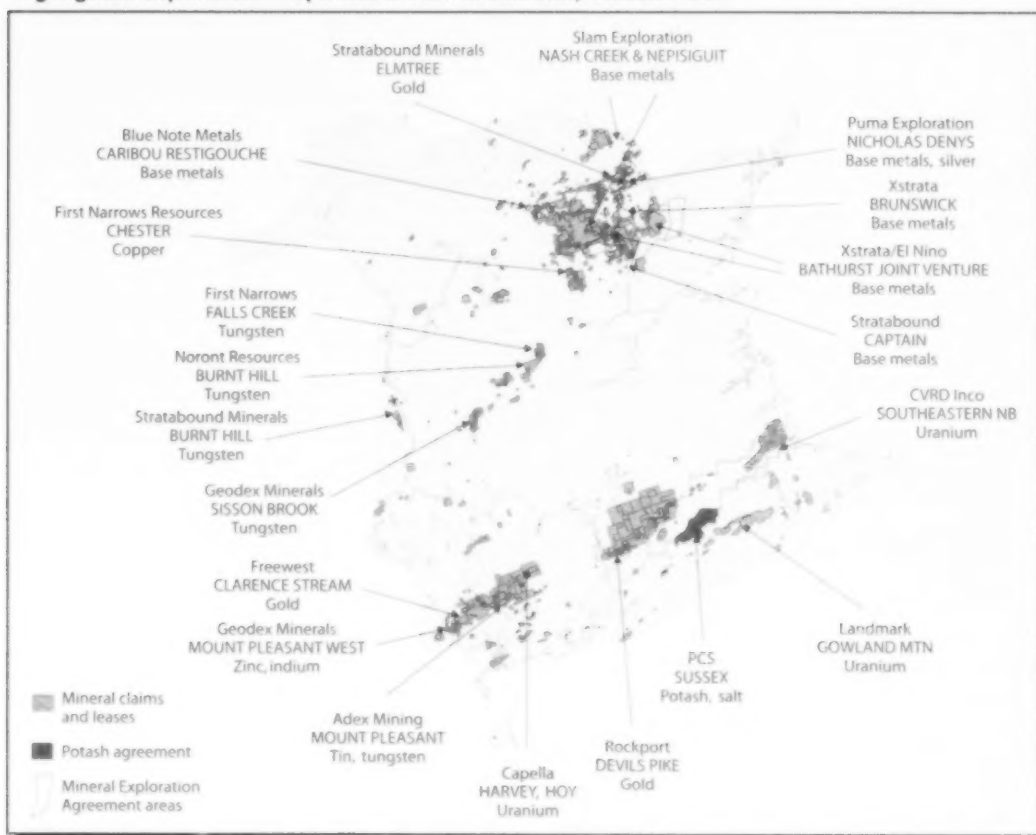 Stratabound Minerals
ELMTREE
Gold
Slam Exploration
NASH CREEK & NEPISIGUIT
Base metals
Blue Note Metals
CARIBOU RESTIGOUCHE
Base metals
Puma Exploration
NICHOLAS DENYS
Base metals, silver
Xstrata
BRUNSWICK
Base metals
First Narrows Resources
CHESTER
Copper
Xstrata/El Nino
BATHURST JOINT VENTURE
Base metals
First Narrows
FALLS CREEK
Tungsten
Stratabound
CAPTAIN
Base metals
Noront Resources
BURNT HILL
Tungsten
CVRD Inco
SOUTHEASTERN NB
Uranium
Stratabound Minerals
BURNT HILL
Tungsten
Geodex Minerals
SISSON BROOK
Tungsten
Freewest
CLARENCE STREAM
Gold
Geodex Minerals
MOUNT PLEASANT WEST
Zinc, indium
Landmark
GOWLAND MTN
Uranium
PCS
SUSSEX
Potash, salt
Adex Mining
MOUNT PLEASANT
Tin, tungsten
Rockport
DEVILS PIKE
Gold
Capella
HARVEY, HOY
Uranium
Mineral claims
and leases
Potash agreement
Mineral Exploration
Agreement areas